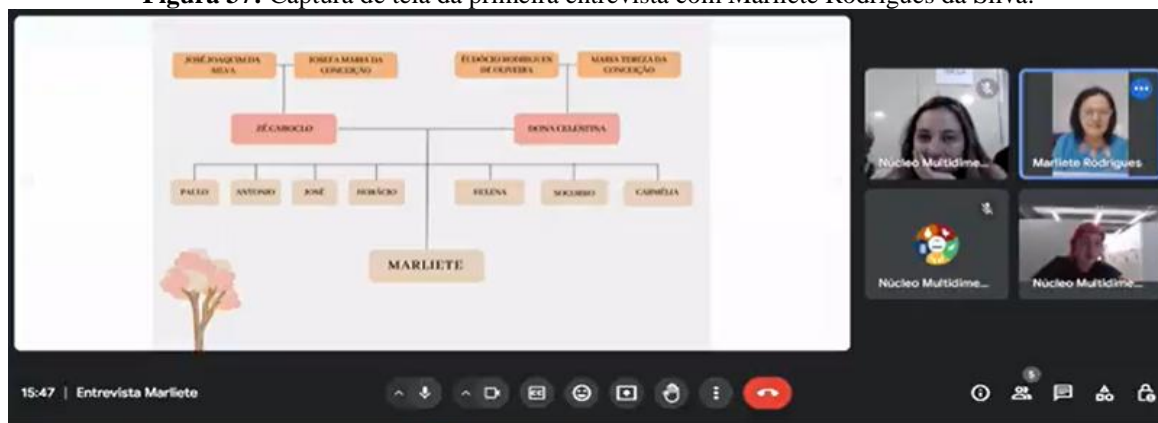 Figura 37: Captura de tela da primeira entrevista com Marliete Rodrigues da Silva.
JOSÉ JOAQUIM DA
SILVA
JOSEFA MARIA DA
CONCEIÇÃO
EUDÓCIO RODRIGUES
DE OLIVEIRA
MARIA TEREZA DA
CONCEIÇÃO
ZÉ CABOCLO
DONA CELESTINA
PAULO
ANTONIO
JOSÉ
HORÁCIO
HELENA
SOCORRO
CARMÉLIA
MARLIETE
Núcleo Multidime...
Marliete Rodrigues
Núcleo Multidime...
Núcleo Multidime...
15:47 | Entrevista Marliete
5